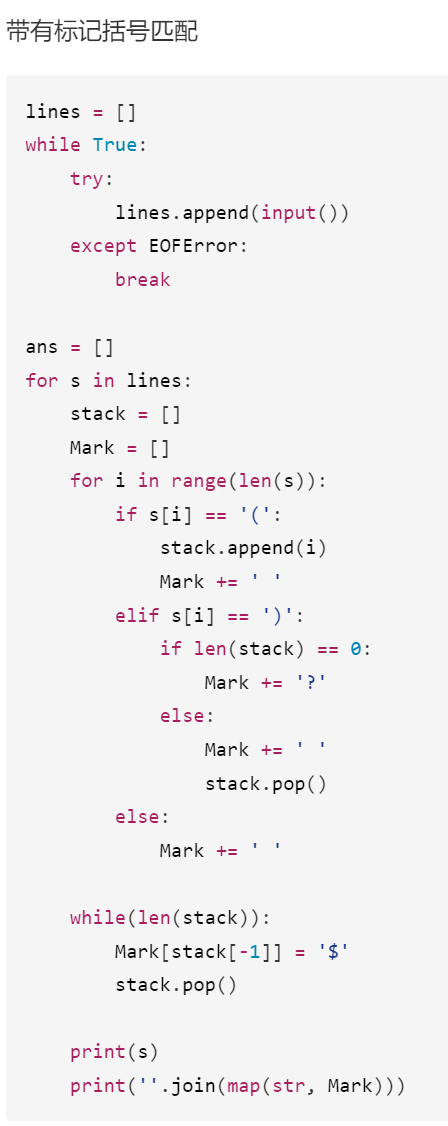 带有标记括号匹配
lines = []
while True:
    try:
        lines.append(input())
    except EOFError:
        break

ans = []
for s in lines:
    stack = []
    Mark = []
    for i in range(len(s)):
        if s[i] == '(':
            stack.append(i)
            Mark += ' '
        elif s[i] == ')':
            if len(stack) == 0:
                Mark += '?'
            else:
                Mark += ' '
                stack.pop()
        else:
            Mark += ' '

    while(len(stack)):
        Mark[stack[-1]] = '$'
        stack.pop()

    print(s)
    print(''.join(map(str, Mark)))